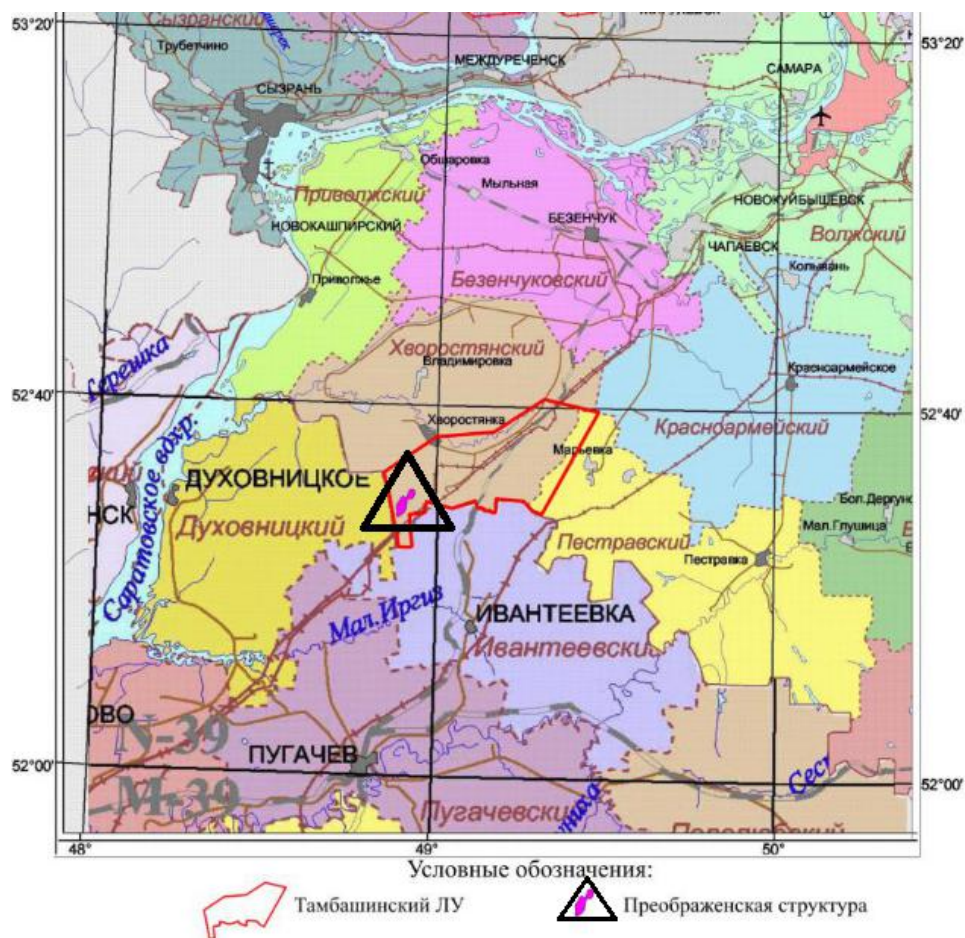 53°20'
Сызранский
53°20'
Трубетчино
МЕЖДУРЕЧЕНСК
САМАРА
СЫЗРАНЬ
Обшаровка
Мыльная
Приволжский
НОВОКУЙБЫШЕВСК
НОВОКАШПИРСКИЙ
БЕЗЕНЧУК
Волжский
ЧАПАЕВСК
Колывань
Приволжье
Безенчуковский
Хворостянский
Владимировка
Красноармейское
52°40'
52°40'
Хворостянка
Красноармейский
Марьевка
Саратовское вдхр.
ДУХОВНИЦКОЕ
НСК
Духовницкий
Мал.Глушица
Пестравский
Пестравка
Мал.Иргиз
ИВАНТЕЕВКА
Ивантеевский
ОВО
N-39
ПУГАЧЕВ
52°00'
52°00'
М-39
Пугачевский
48°
49°
50°
Условные обозначения:
Тамбашинский ЛУ
Преображенская структура